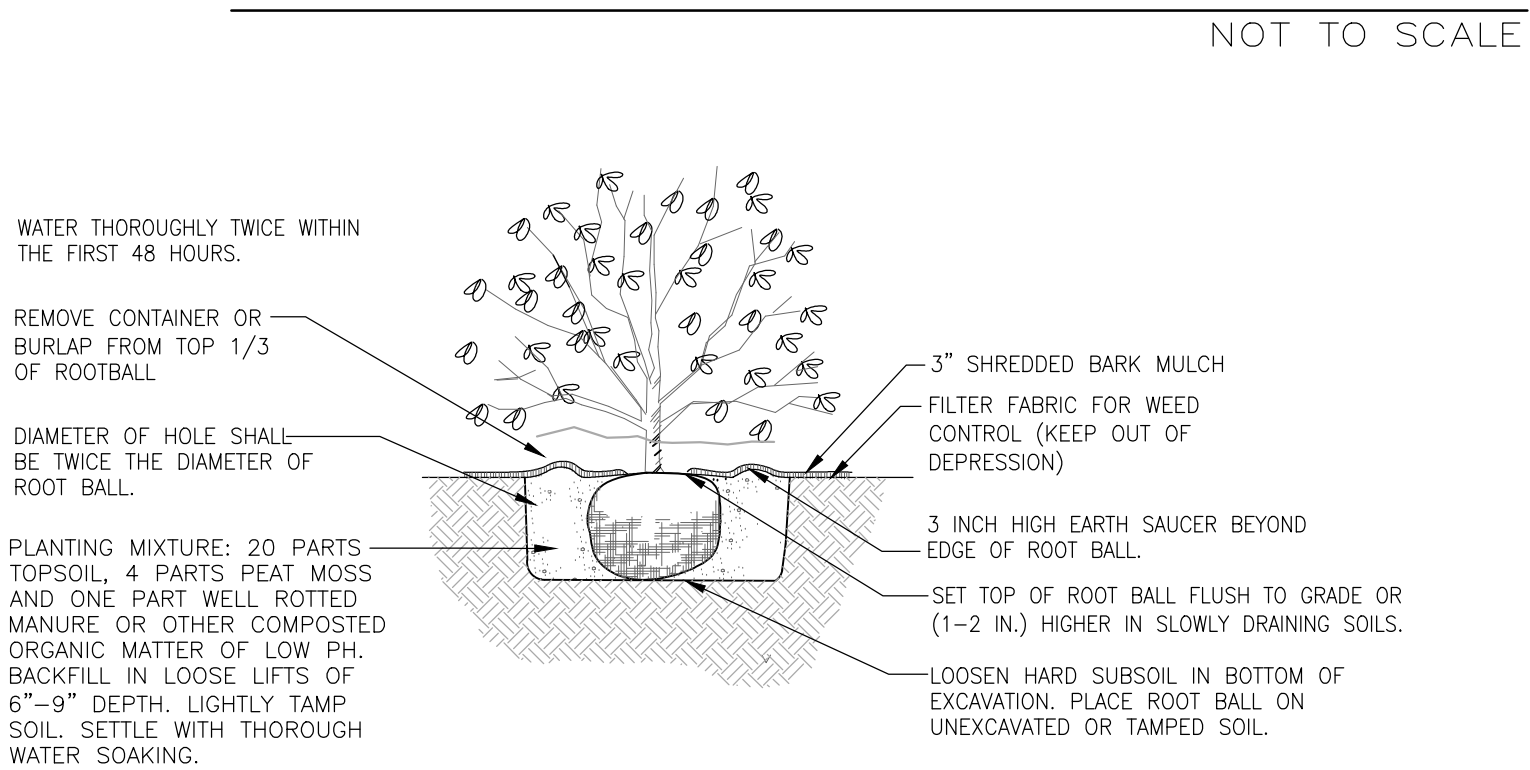 NOT TO SCALE
WATER THOROUGHLY TWICE WITHIN
THE FIRST 48 HOURS.
REMOVE CONTAINER OR
BURLAP FROM TOP 1/3
OF ROOTBALL
DIAMETER OF HOLE SHALL
BE TWICE THE DIAMETER OF
ROOT BALL.
PLANTING MIXTURE: 20 PARTS
TOPSOIL, 4 PARTS PEAT MOSS
AND ONE PART WELL ROTTED
MANURE OR OTHER COMPOSTED
ORGANIC MATTER OF LOW PH.
BACKFILL IN LOOSE LIFTS OF
6”–9” DEPTH. LIGHTLY TAMP
SOIL. SETTLE WITH THOROUGH
WATER SOAKING.
3” SHREDDED BARK MULCH
FILTER FABRIC FOR WEED
CONTROL (KEEP OUT OF
DEPRESSION)
3 INCH HIGH EARTH SAUCER BEYOND
EDGE OF ROOT BALL.
SET TOP OF ROOT BALL FLUSH TO GRADE OR
(1–2 IN.) HIGHER IN SLOWLY DRAINING SOILS.
LOOSEN HARD SUBSOIL IN BOTTOM OF
EXCAVATION. PLACE ROOT BALL ON
UNEXCAVATED OR TAMPED SOIL.